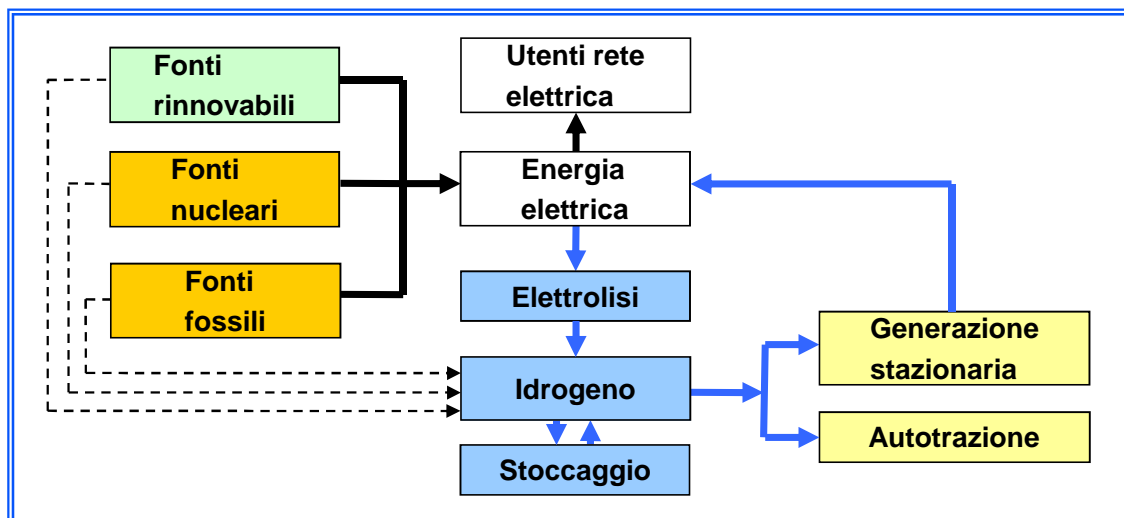 Fonti
rinnovabili
Utenti rete
elettrica
Fonti
nucleari
Energia
elettrica
Fonti
fossili
Elettrolisi
Generazione
stazionaria
Idrogeno
Autotrazione
Stoccaggio